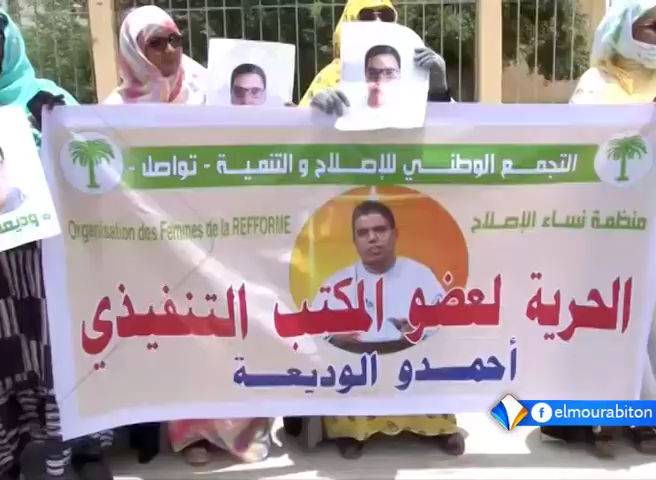 التجمع الوطني للإصلاح و التنمية - تواصل -
Organisation des Femmes de la REFFORME
منظمة نساء الإصلاح
الحرية لعضو المكتب التنفيذي
أحمدو الوديعة
elmourabiton